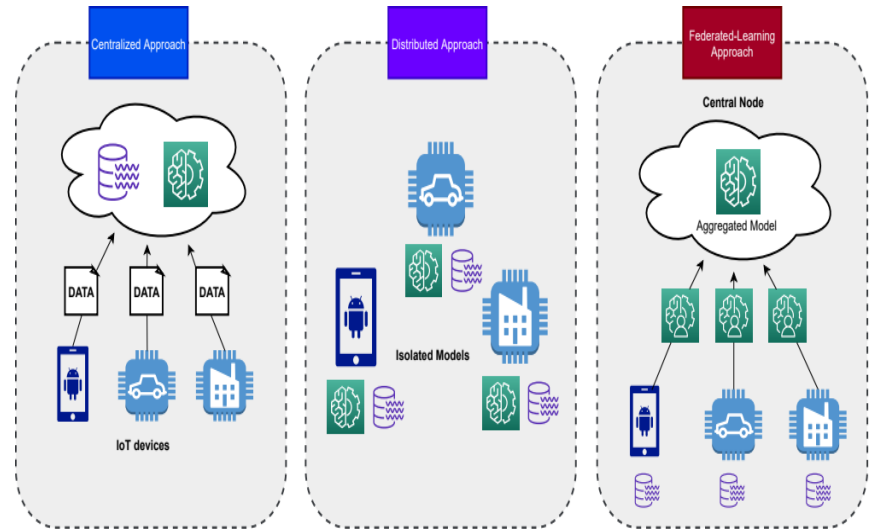 Centralized Approach
DATA
DATA
DATA
IoT devices
Distributed Approach
Isolated Models
Federated-Learning
Approach
Central Node
Aggregated Model